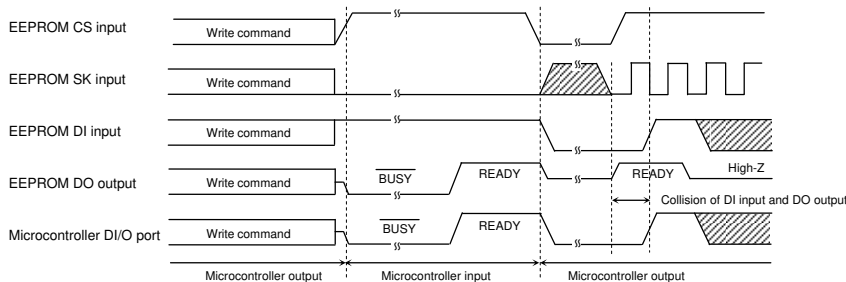 EEPROM CS input
Write command
EEPROM SK input
Write command
EEPROM DI input
Write command
EEPROM DO output
Write command
BUSY
READY
READY
High-Z
Collision of DI input and DO output
Microcontroller DI/O port
Write command
BUSY
READY
Microcontroller output
Microcontroller input
Microcontroller output